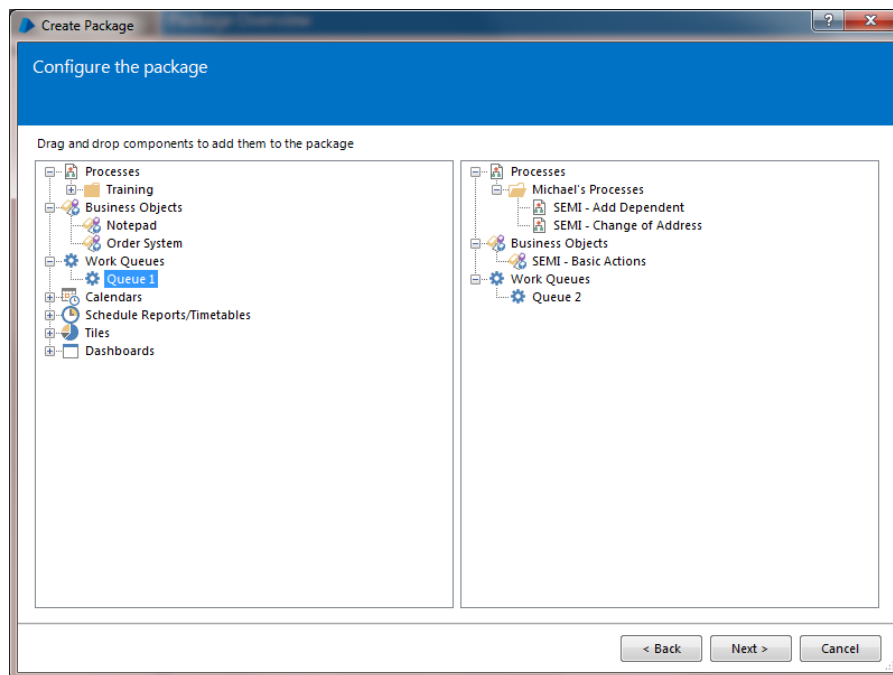 Create Package
Package Overview
?
Configure the package
Drag and drop components to add them to the package
Processes
Training
Business Objects
Notepad
Order System
Work Queues
Queue 1
Calendars
Schedule Reports/Timetables
Tiles
Dashboards
Processes
Michael's Processes
SEMI - Add Dependent
SEMI - Change of Address
Business Objects
SEMI - Basic Actions
Work Queues
Queue 2
< Back
Next >
Cancel